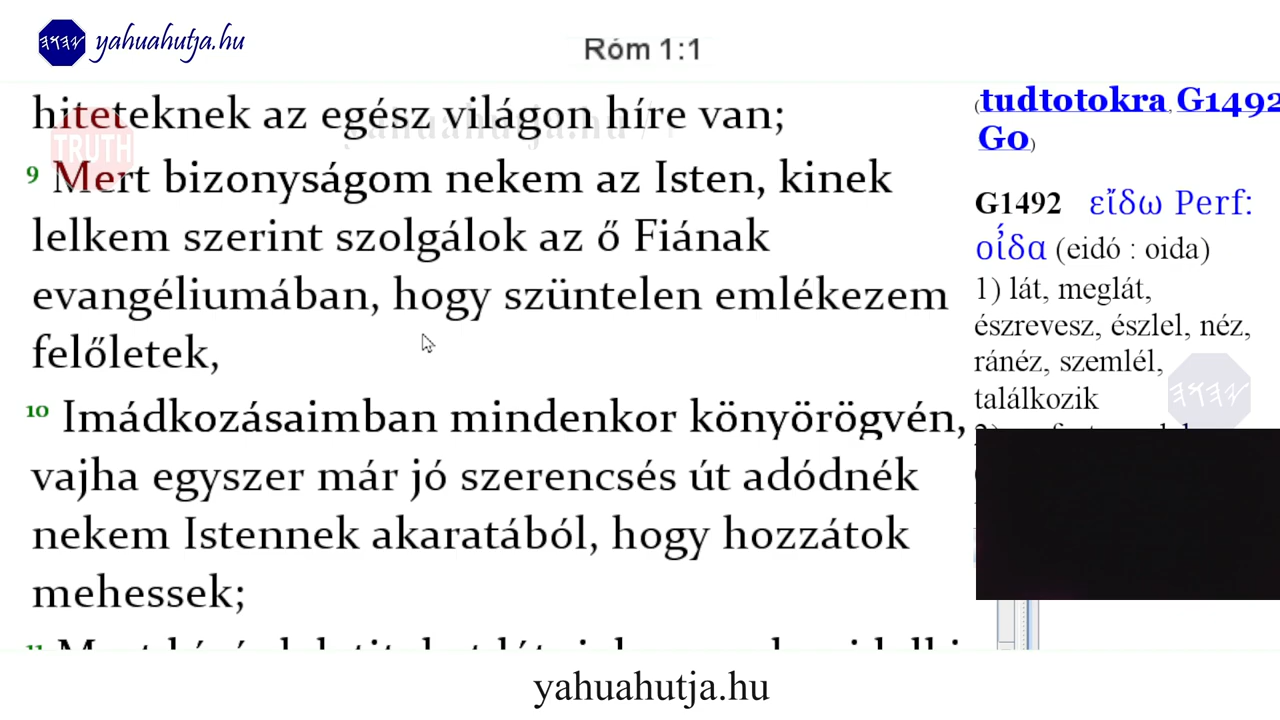 yahuahutja.hu
Róm 1:1
hiteteknek az egész világon híre van;
TRUTH
9 Mert bizonyságom nekem az Isten, kinek
lelkem szerint szolgálok az ő Fiának
evangéliumában, hogy szüntelen emlékezem
felőletek,
10 Imádkozásaimban mindenkor könyörögvén,
vajha egyszer már jó szerencsés út adódnék
nekem Istennek akaratából, hogy hozzátok
mehessek;
(tudtotokra, G1492
G0)
G1492 εἴδω Perf:
οἶδα (eidó : oida)
1) lát, meglát,
észrevesz, észlel, néz,
ránéz, szemlél,
találkozik
yahuahutja.hu